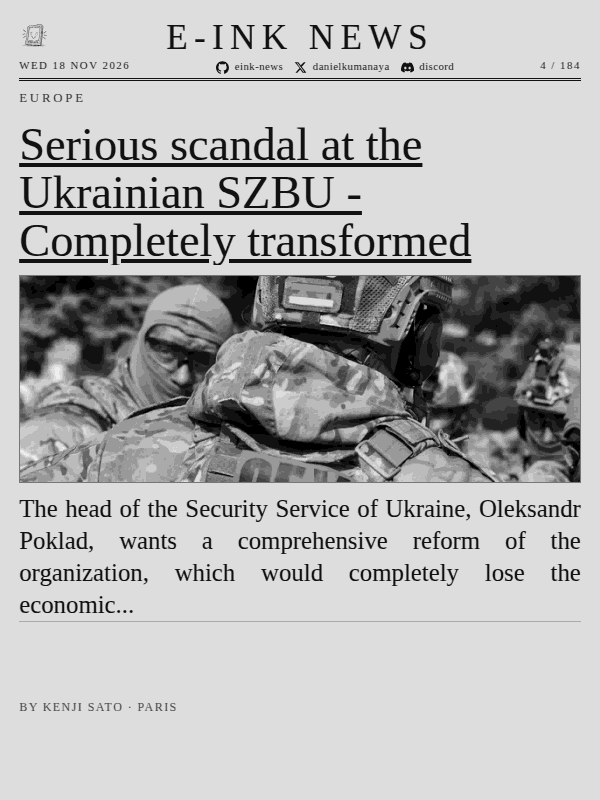 E-INK NEWS
WED 18 NOV 2026
eink-news danielkumanaya discord
4 / 184
EUROPE
Serious scandal at the
Ukrainian SZBU -
Completely transformed
The head of the Security Service of Ukraine, Oleksandr
Poklad, wants a comprehensive reform of the
organization, which would completely lose the
economic...
BY KENJI SATO · PARIS